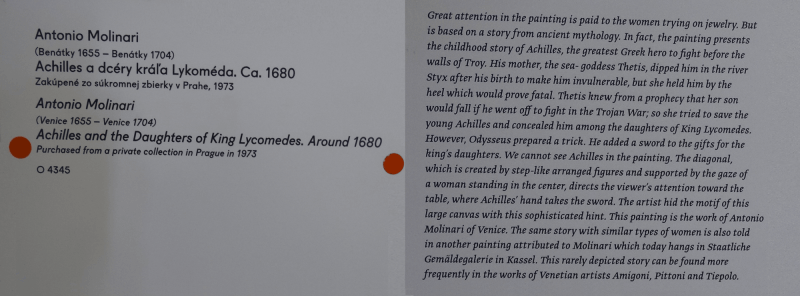 Antonio Molinari
(Benátky 1655 – Benátky 1704)
Achilles a dcéry kráľa Lykoméda. Ca. 1680
Zakúpené zo súkromnej zbierky v Prahe, 1973
Antonio Molinari
(Venice 1655 – Venice 1704)
Achilles and the Daughters of King Lycomedes. Around 1680
Purchased from a private collection in Prague in 1973
O 4345
Great attention in the painting is paid to the women trying on jewelry. But
is based on a story from ancient mythology. In fact, the painting presents
the childhood story of Achilles, the greatest Greek hero to fight before the
walls of Troy. His mother, the sea- goddess Thetis, dipped him in the river
Styx after his birth to make him invulnerable, but she held him by the
heel which would prove fatal. Thetis knew from a prophecy that her son
would fall if he went off to fight in the Trojan War; so she tried to save the
young Achilles and concealed him among the daughters of King Lycomedes.
However, Odysseus prepared a trick. He added a sword to the gifts for the
king's daughters. We cannot see Achilles in the painting. The diagonal,
which is created by step-like arranged figures and supported by the gaze of
a woman standing in the center, directs the viewer's attention toward the
table, where Achilles' hand takes the sword. The artist hid the motif of this
large canvas with this sophisticated hint. This painting is the work of Antonio
Molinari of Venice. The same story with similar types of women is also told
in another painting attributed to Molinari which today hangs in Staatliche
Gemäldegalerie in Kassel. This rarely depicted story can be found more
frequently in the works of Venetian artists Amigoni, Pittoni and Tiepolo.